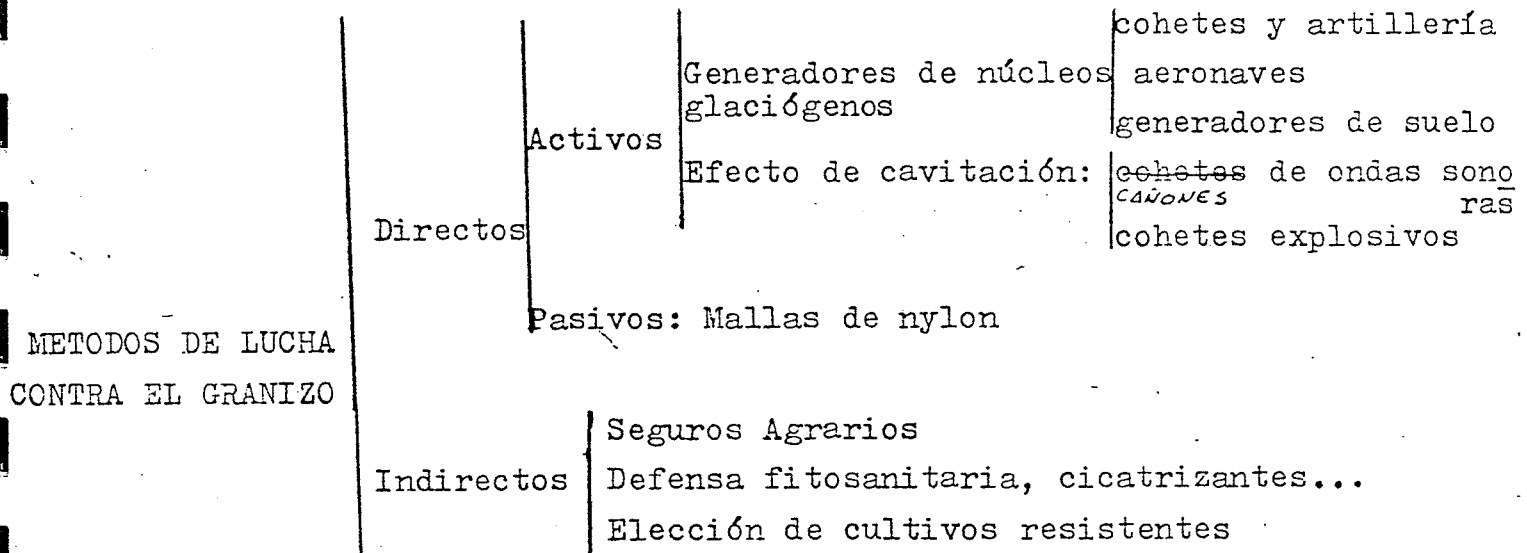 METODOS DE LUCHA
CONTRA EL GRANIZO
Directos
Activos
Generadores de núcleos
glaciógenos
cohetes y artillería
aeronaves
generadores de suelo
Efecto de cavitación:
cohetes de ondas sono
CAÑONES ras
cohetes explosivos
Pasivos: Mallas de nylon
Indirectos
Seguros Agrarios
Defensa fitosanitaria, cicatrizantes...
Elección de cultivos resistentes